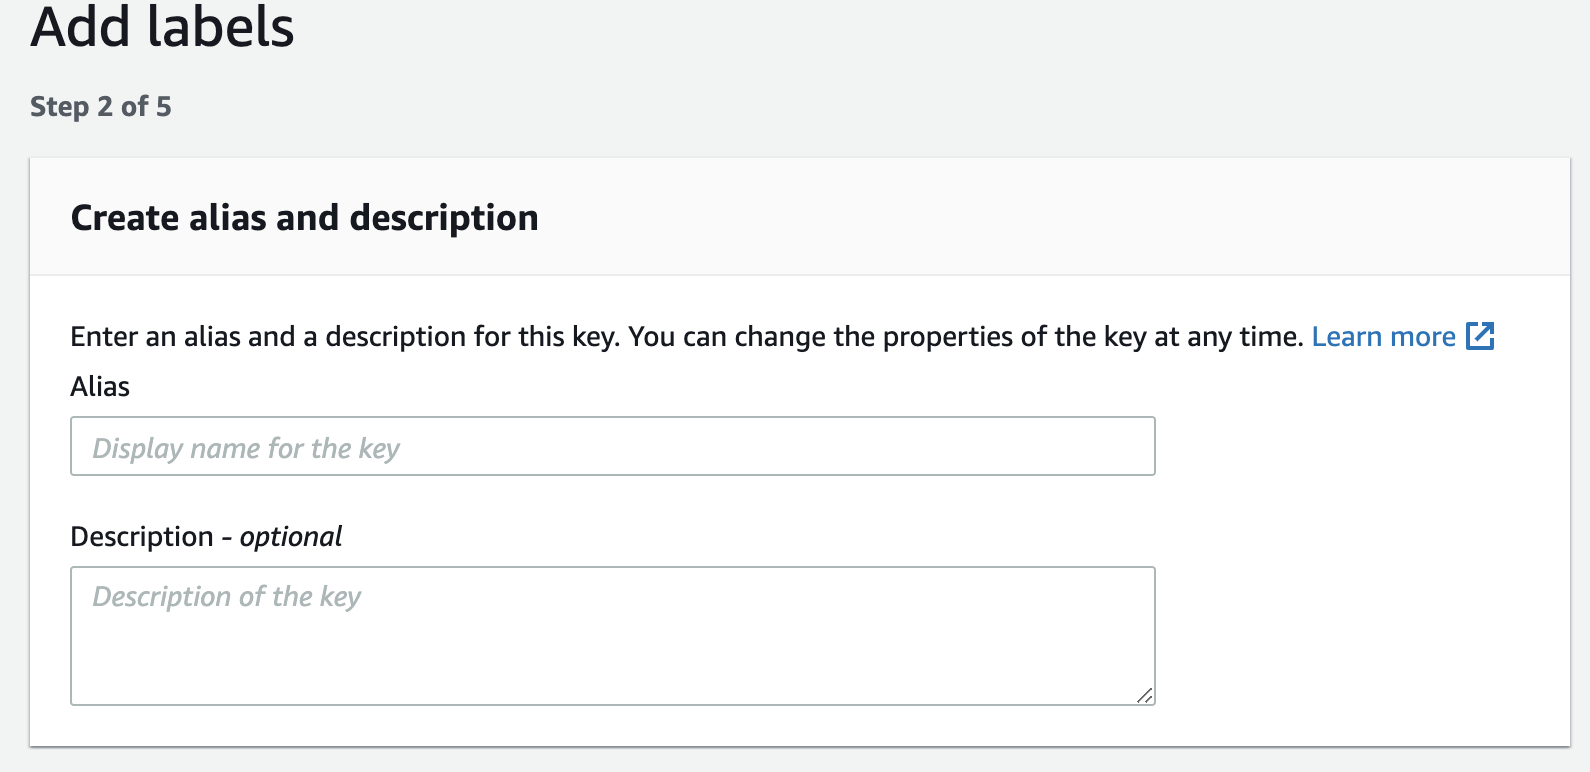 Add labels
Step 2 of 5
Create alias and description
Enter an alias and a description for this key. You can change the properties of the key at any time. Learn more
Alias
Display name for the key
Description - optional
Description of the key